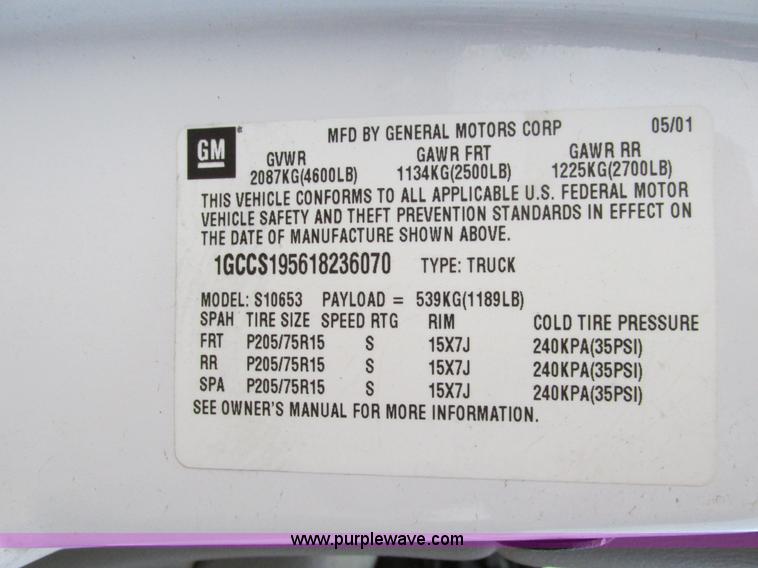 GM MFD BY GENERAL MOTORS CORP 05/01
GVWR GAWR FRT GAWR RR
2087KG(4600LB) 1134KG(2500LB) 1225KG(2700LB)
THIS VEHICLE CONFORMS TO ALL APPLICABLE U.S. FEDERAL MOTOR
VEHICLE SAFETY AND THEFT PREVENTION STANDARDS IN EFFECT ON
THE DATE OF MANUFACTURE SHOWN ABOVE.
1GCCS195618236070 TYPE: TRUCK
MODEL: S10653 PAYLOAD = 539KG(1189LB)
SPAH TIRE SIZE SPEED RTG RIM COLD TIRE PRESSURE
FRT P205/75R15 S 15X7J 240KPA(35PSI)
RR P205/75R15 S 15X7J 240KPA(35PSI)
SPA P205/75R15 S 15X7J 240KPA(35PSI)
SEE OWNER'S MANUAL FOR MORE INFORMATION.
www.purplewave.com